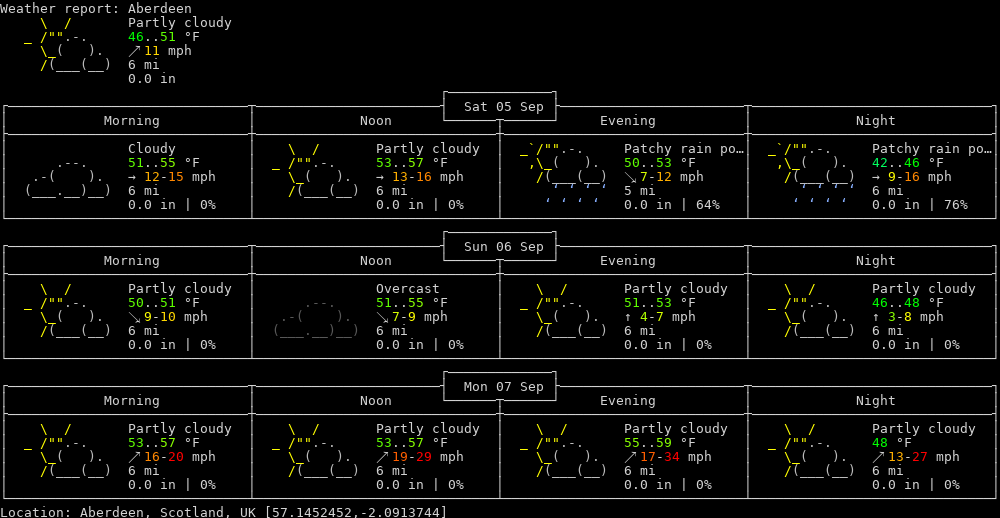 Weather report: Aberdeen
Partly cloudy
46..51 °F
↗ 11 mph
6 mi
0.0 in
Sat 05 Sep
Morning Noon Evening Night
Cloudy Partly cloudy Patchy rain po… Patchy rain po…
51..55 °F 53..57 °F 50..53 °F 42..46 °F
→ 12-15 mph → 13-16 mph ↘ 7-12 mph → 9-16 mph
6 mi 6 mi 5 mi 6 mi
0.0 in | 0% 0.0 in | 0% 0.0 in | 64% 0.0 in | 76%
Sun 06 Sep
Morning Noon Evening Night
Partly cloudy Overcast Partly cloudy Partly cloudy
50..51 °F 51..55 °F 51..53 °F 46..48 °F
↘ 9-10 mph ↘ 7-9 mph ↑ 4-7 mph ↑ 3-8 mph
6 mi 6 mi 6 mi 6 mi
0.0 in | 0% 0.0 in | 0% 0.0 in | 0% 0.0 in | 0%
Mon 07 Sep
Morning Noon Evening Night
Partly cloudy Partly cloudy Partly cloudy Partly cloudy
53..57 °F 53..57 °F 55..59 °F 48 °F
↗ 16-20 mph ↗ 19-29 mph ↗ 17-34 mph ↗ 13-27 mph
6 mi 6 mi 6 mi 6 mi
0.0 in | 0% 0.0 in | 0% 0.0 in | 0% 0.0 in | 0%
Location: Aberdeen, Scotland, UK [57.1452452,-2.0913744]